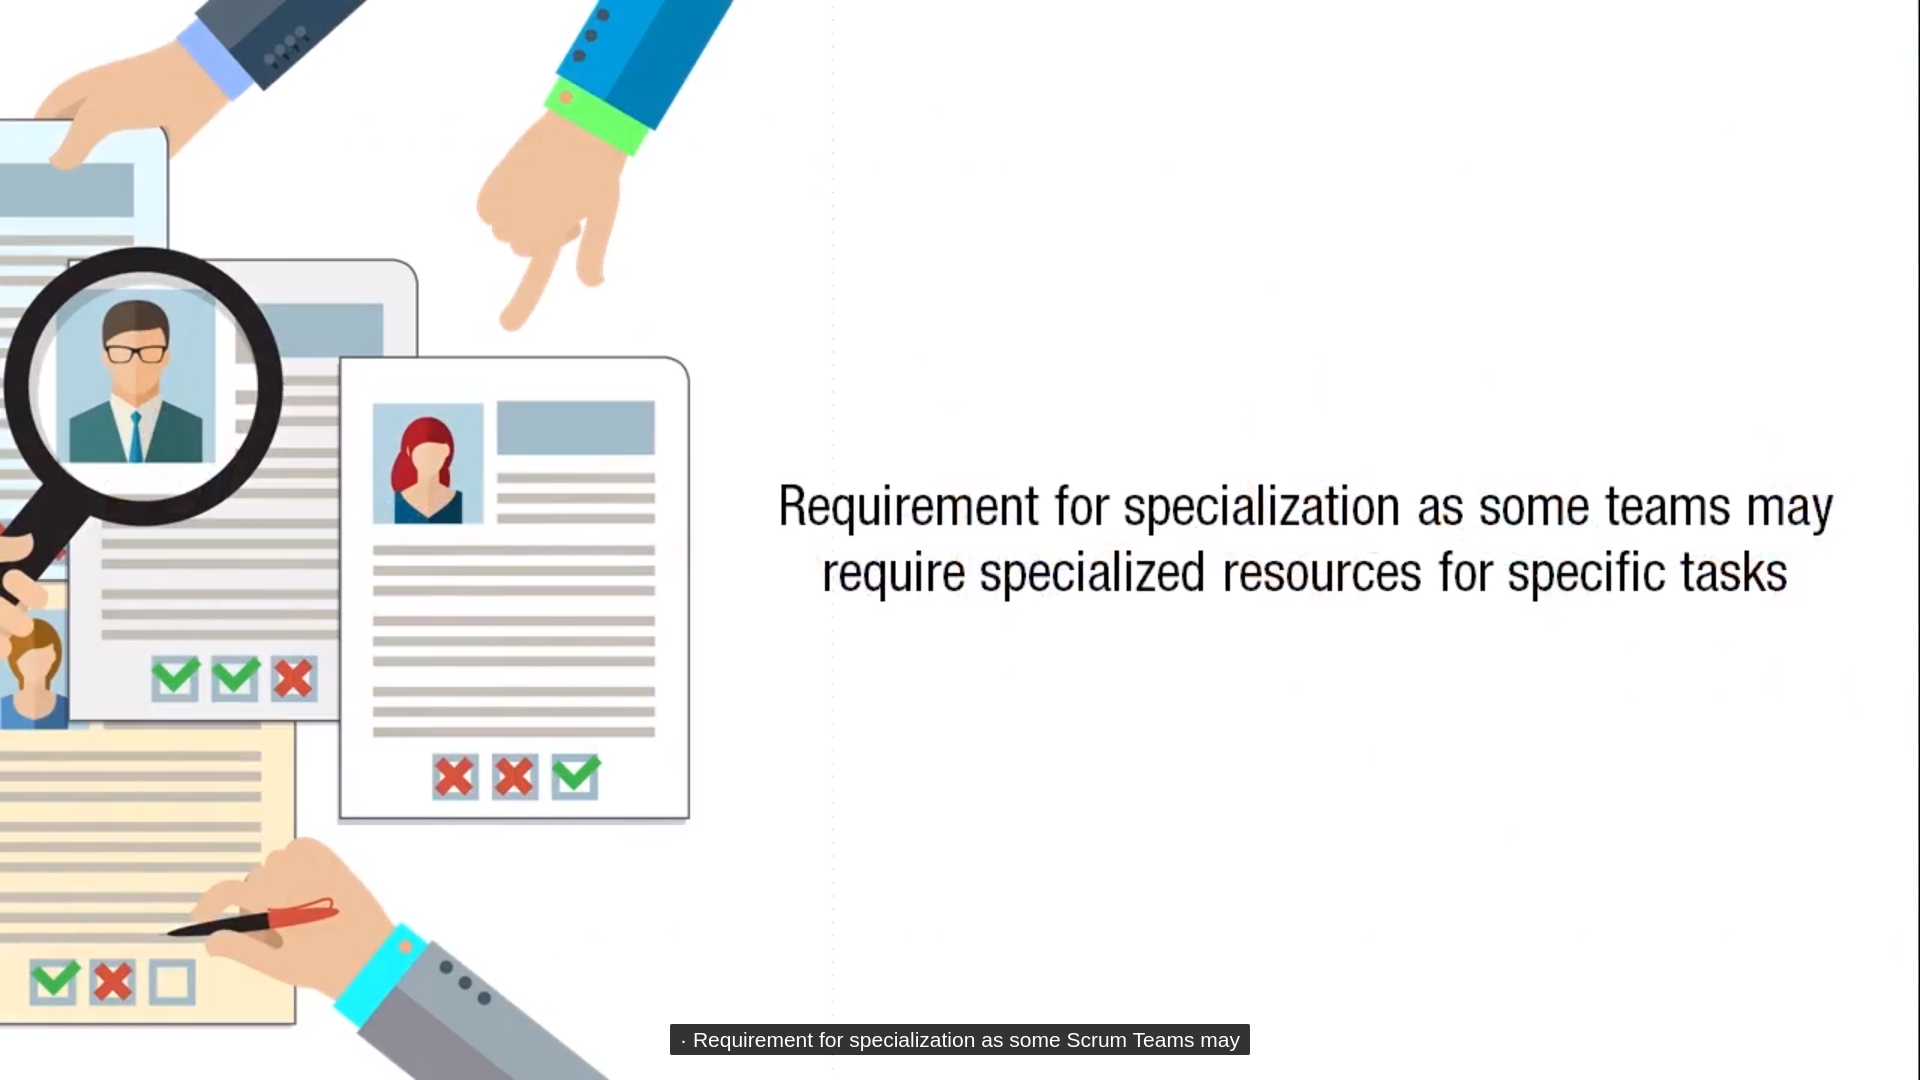 Requirement for specialization as some teams may
require specialized resources for specific tasks
· Requirement for specialization as some Scrum Teams may